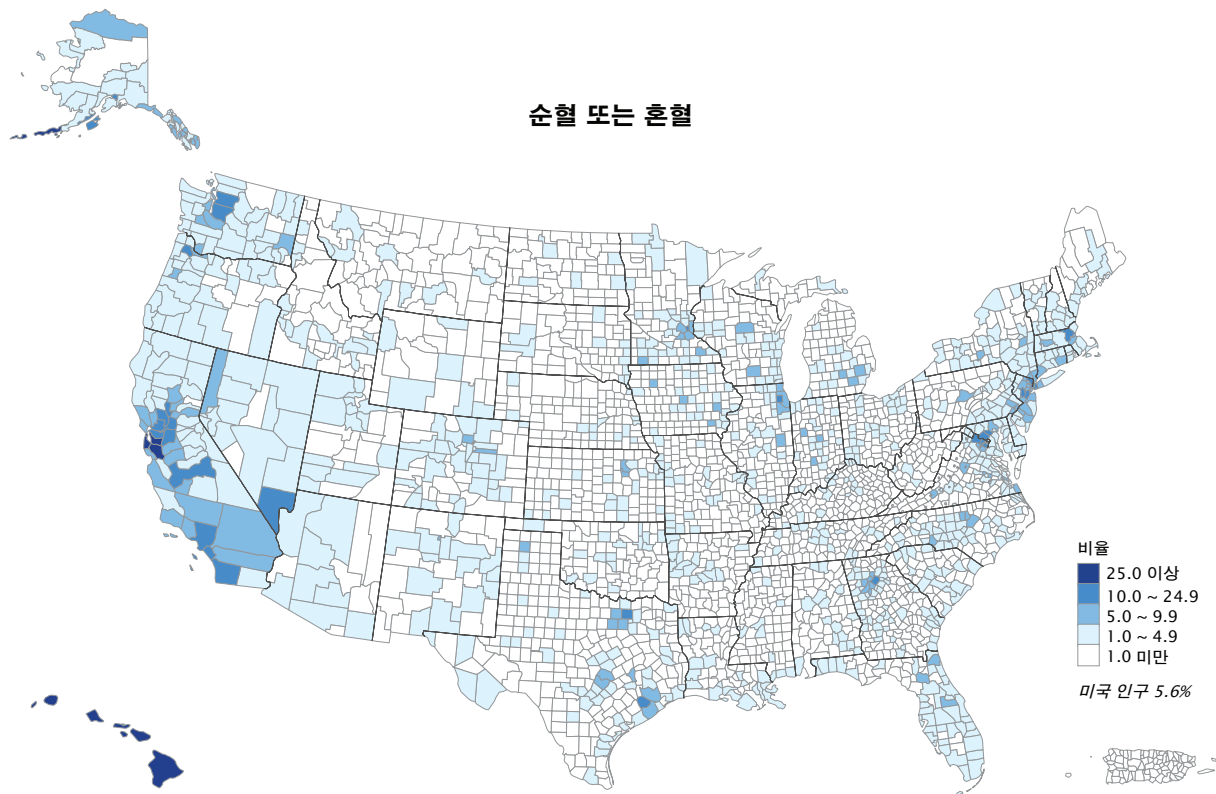 순혈 또는 혼혈
비율
25.0 이상
10.0 ~ 24.9
5.0 ~ 9.9
1.0 ~ 4.9
1.0 미만
미국 인구 5.6%